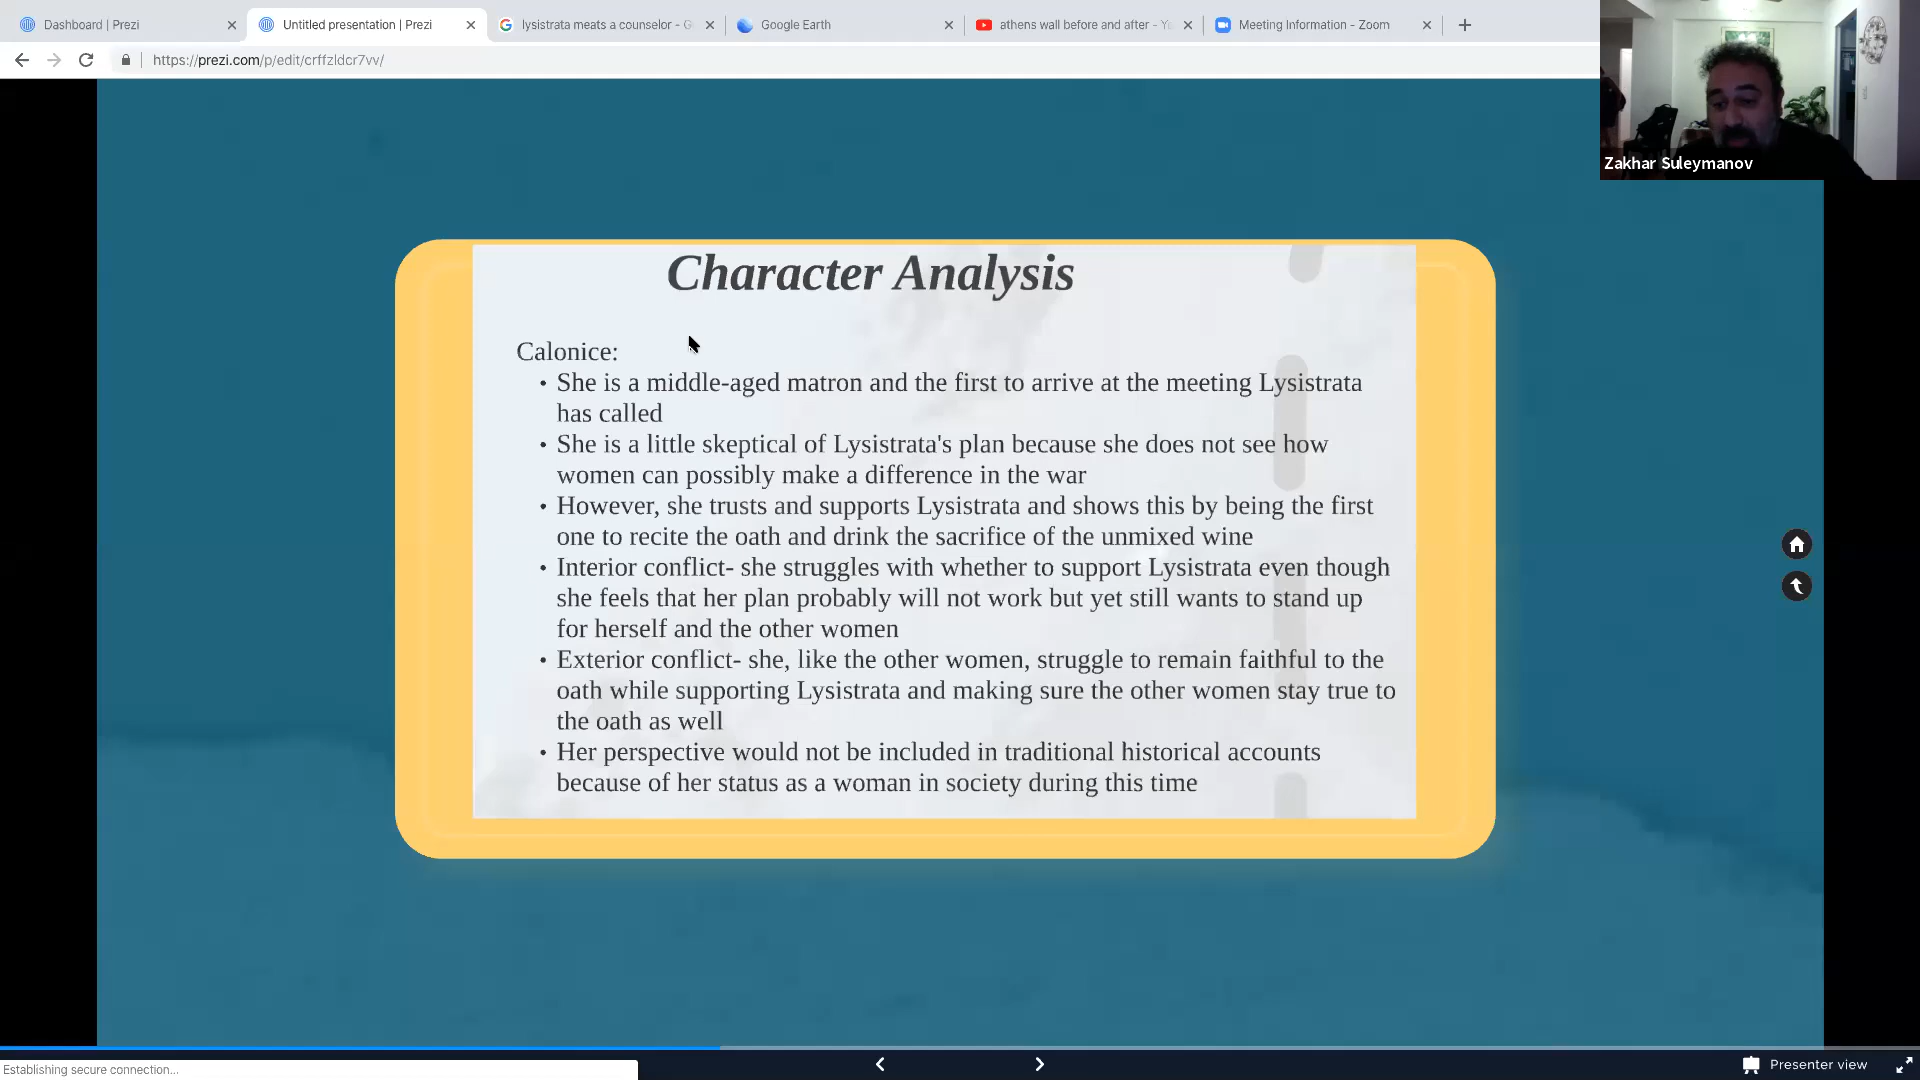 Dashboard | Prezi
Untitled presentation | Prezi
lysistrata meats a counselor - G
Google Earth
athens wall before and after - Yo
Meeting Information - Zoom
https://prezi.com/p/edit/crffzldcr7vv/
Zakhar Suleymanov
Character Analysis
Calonice:
• She is a middle-aged matron and the first to arrive at the meeting Lysistrata
has called
• She is a little skeptical of Lysistrata's plan because she does not see how
women can possibly make a difference in the war
• However, she trusts and supports Lysistrata and shows this by being the first
one to recite the oath and drink the sacrifice of the unmixed wine
• Interior conflict- she struggles with whether to support Lysistrata even though
she feels that her plan probably will not work but yet still wants to stand up
for herself and the other women
• Exterior conflict- she, like the other women, struggle to remain faithful to the
oath while supporting Lysistrata and making sure the other women stay true to
the oath as well
• Her perspective would not be included in traditional historical accounts
because of her status as a woman in society during this time
Presenter view
Establishing secure connection...